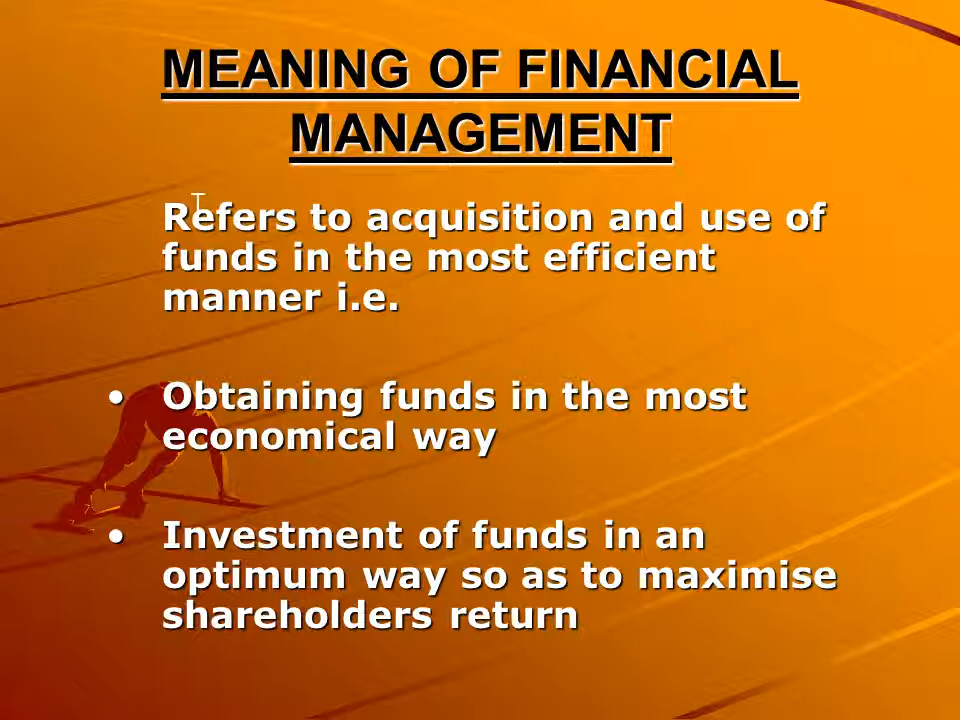 MEANING OF FINANCIAL
MANAGEMENT
Refers to acquisition and use of
funds in the most efficient
manner i.e.
• Obtaining funds in the most
economical way
• Investment of funds in an
optimum way so as to maximise
shareholders return